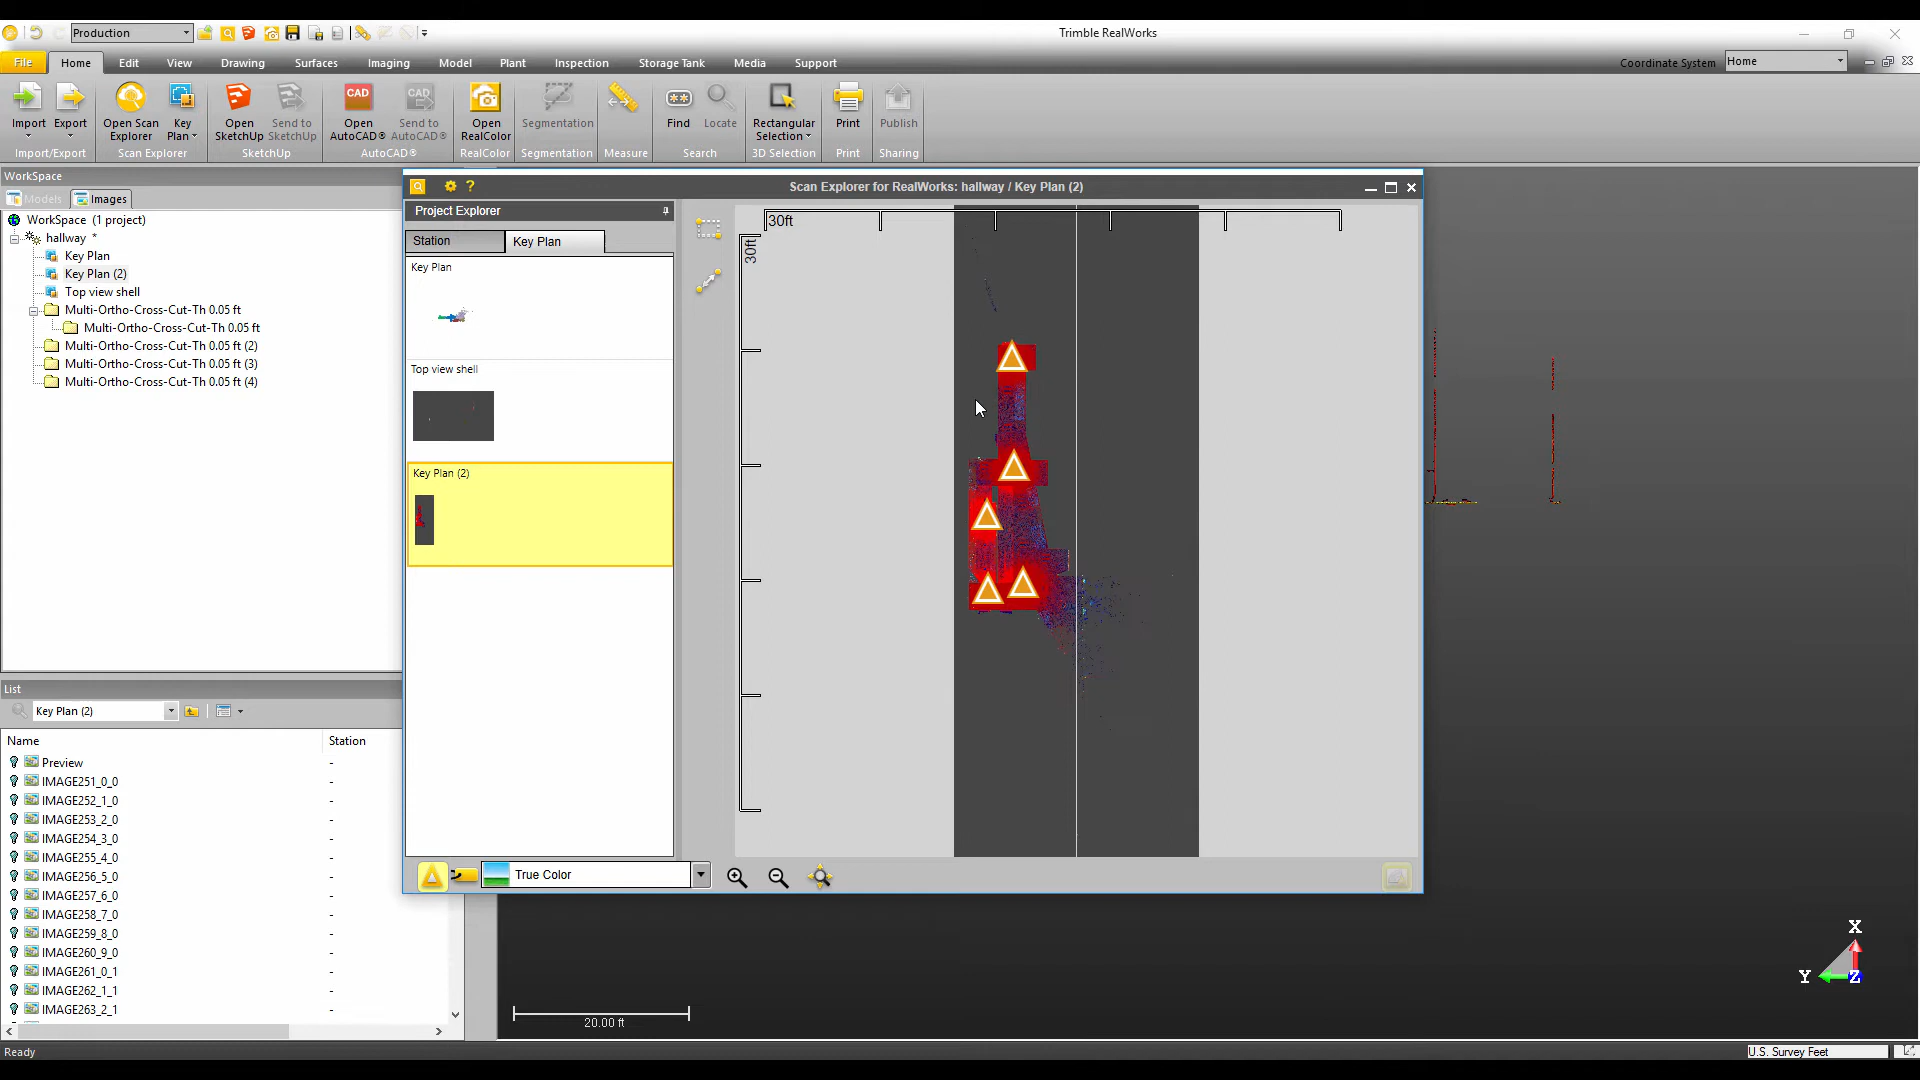 Production
Trimble RealWorks
File Home Edit View Drawing Surfaces Imaging Model Plant Inspection Storage Tank Media Support
Coordinate System Home
Import Export Open Scan Explorer Key Plan Open SketchUp Send to SketchUp Open AutoCAD® Send to AutoCAD® Open RealColor Segmentation Find Locate Rectangular Selection Print Publish
Import/Export Scan Explorer SketchUp AutoCAD® RealColor Segmentation Measure Search 3D Selection Print Sharing
WorkSpace
Models Images
WorkSpace (1 project)
hallway *
Key Plan
Key Plan (2)
Top view shell
Multi-Ortho-Cross-Cut-Th 0.05 ft
Multi-Ortho-Cross-Cut-Th 0.05 ft
Multi-Ortho-Cross-Cut-Th 0.05 ft (2)
Multi-Ortho-Cross-Cut-Th 0.05 ft (3)
Multi-Ortho-Cross-Cut-Th 0.05 ft (4)
Scan Explorer for RealWorks: hallway / Key Plan (2)
Project Explorer
Station Key Plan
Key Plan
Top view shell
Key Plan (2)
30ft
30ft
True Color
List
Key Plan (2)
Name Station
Preview -
IMAGE251_0_0 -
IMAGE252_1_0 -
IMAGE253_2_0 -
IMAGE254_3_0 -
IMAGE255_4_0 -
IMAGE256_5_0 -
IMAGE257_6_0 -
IMAGE258_7_0 -
IMAGE259_8_0 -
IMAGE260_9_0 -
IMAGE261_0_1 -
IMAGE262_1_1 -
IMAGE263_2_1 -
20.00 ft
X
Y Z
Ready
U.S. Survey Feet